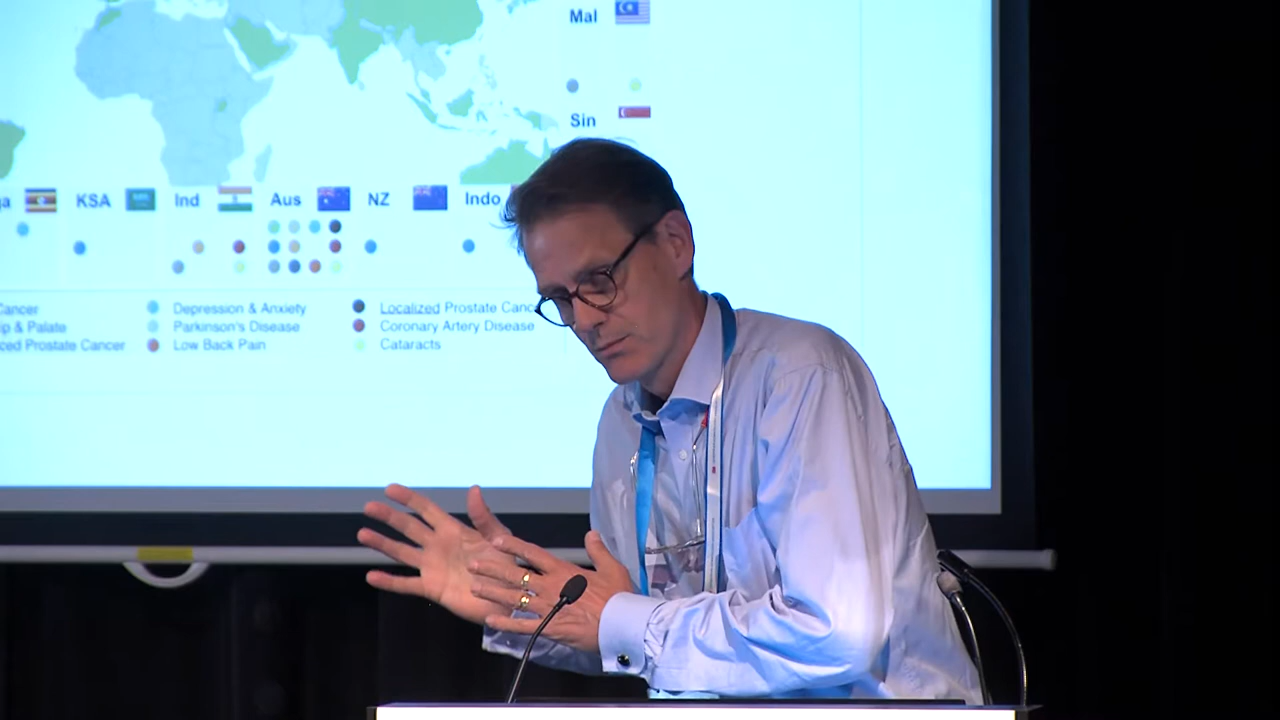 Mal
Sin
ga KSA Ind Aus NZ Indo
Cancer Depression & Anxiety Localized Prostate Canc
ip & Palate Parkinson's Disease Coronary Artery Disease
ced Prostate Cancer Low Back Pain Cataracts